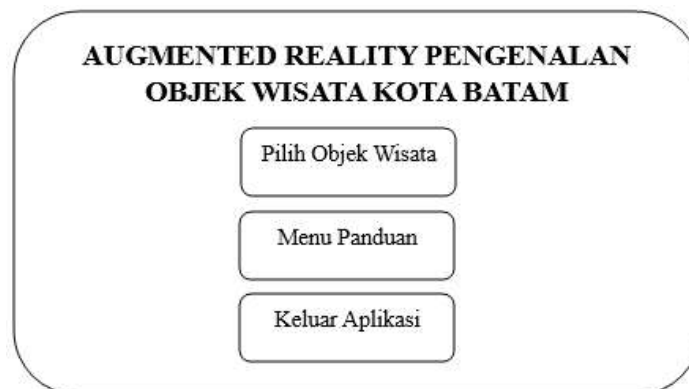 AUGMENTED REALITY PENGENALAN
OBJEK WISATA KOTA BATAM
Pilih Objek Wisata
Menu Panduan
Keluar Aplikasi